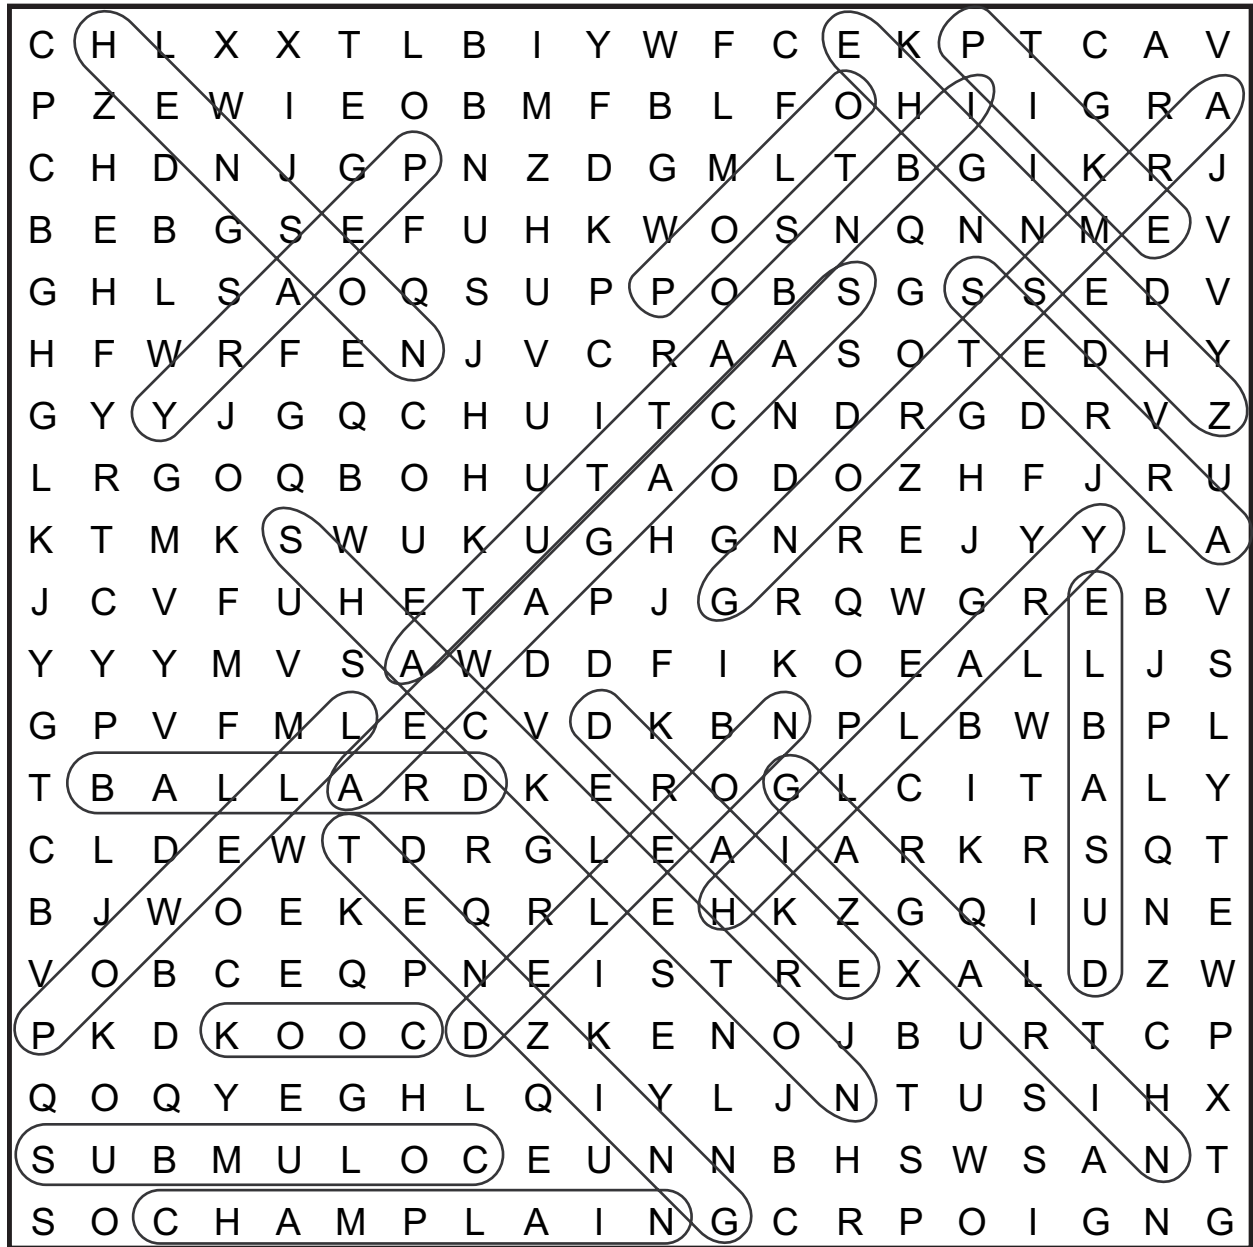 C H L X X T L B I Y W F C E K P T C A V
P Z E W I E O B M F B L F O H I I G R A
C H D N J G P N Z D G M L T B G I K R J
B E B G S E F U H K W O S N Q N N M E V
G H L S A O Q S U P P O B S G S S E D V
H F W R F E N J V C R A A S O T E D H Y
G Y Y J G Q C H U I T C N D R G D R V Z
L R G O Q B O H U T A O D O Z H F J R U
K T M K S W U K U G H G N R E J Y Y L A
J C V F U H E T A P J G R Q W G R E B V
Y Y Y M V S A W D D F I K O E A L L J S
G P V F M L E C V D K B N P L B W B P L
T B A L L A R D K E R O G L C I T A L Y
C L D E W T D R G L E A I A R K R S Q T
B J W O E K E Q R L E H K Z G Q I U N E
V O B C E Q P N E I S T R E X A L D Z W
P K D K O O C D Z K E N O J B U R T C P
Q O Q Y E G H L Q I Y L J N T U S I H X
S U B M U L O C E U N N B H S W S A N T
S O C H A M P L A I N G C R P O I G N G